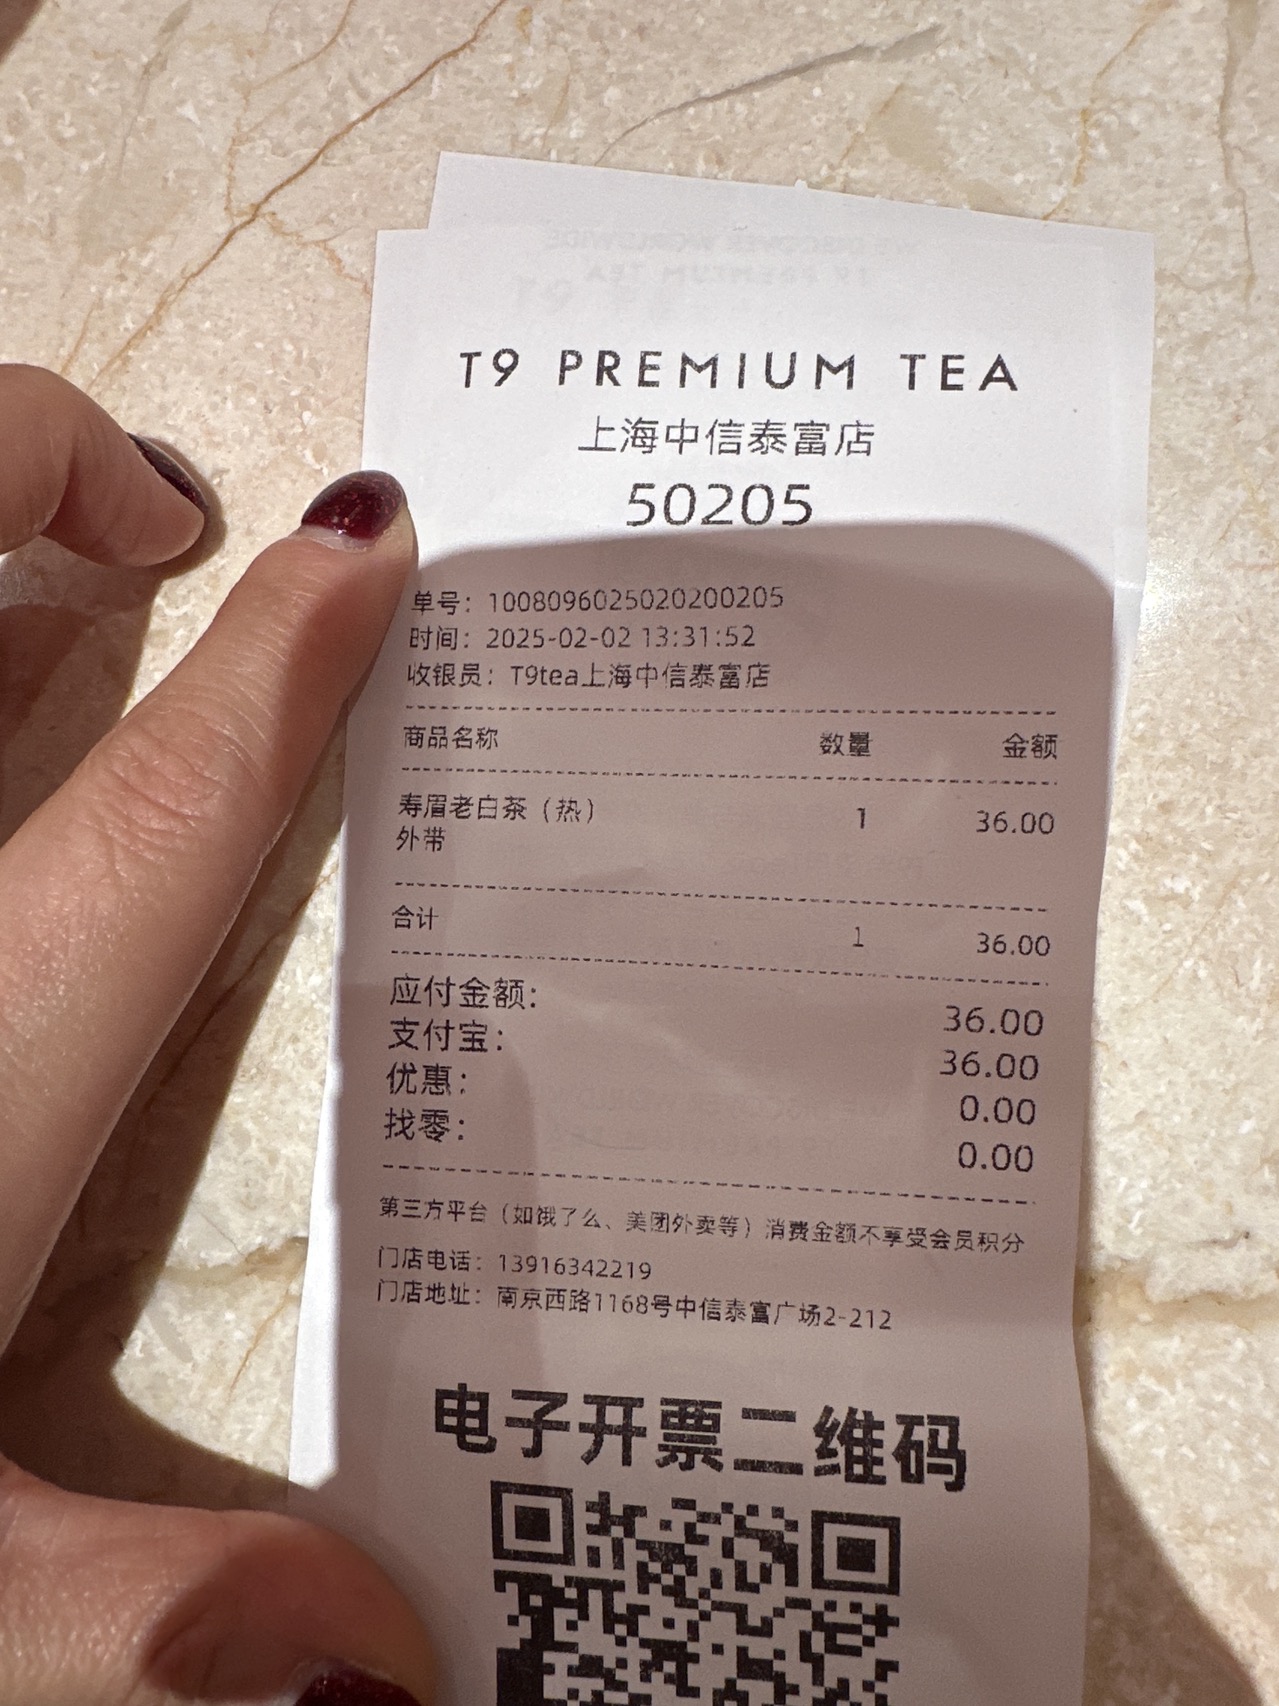 T9 PREMIUM TEA
上海中信泰富店
50205
单号：1008096025020200205
时间：2025-02-02 13:31:52
收银员：T9tea上海中信泰富店
商品名称 数量 金额
寿眉老白茶（热） 1 36.00
外带
合计 1 36.00
应付金额： 36.00
支付宝： 36.00
优惠： 0.00
找零： 0.00
第三方平台（如饿了么、美团外卖等）消费金额不享受会员积分
门店电话：13916342219
门店地址：南京西路1168号中信泰富广场2-212
电子开票二维码